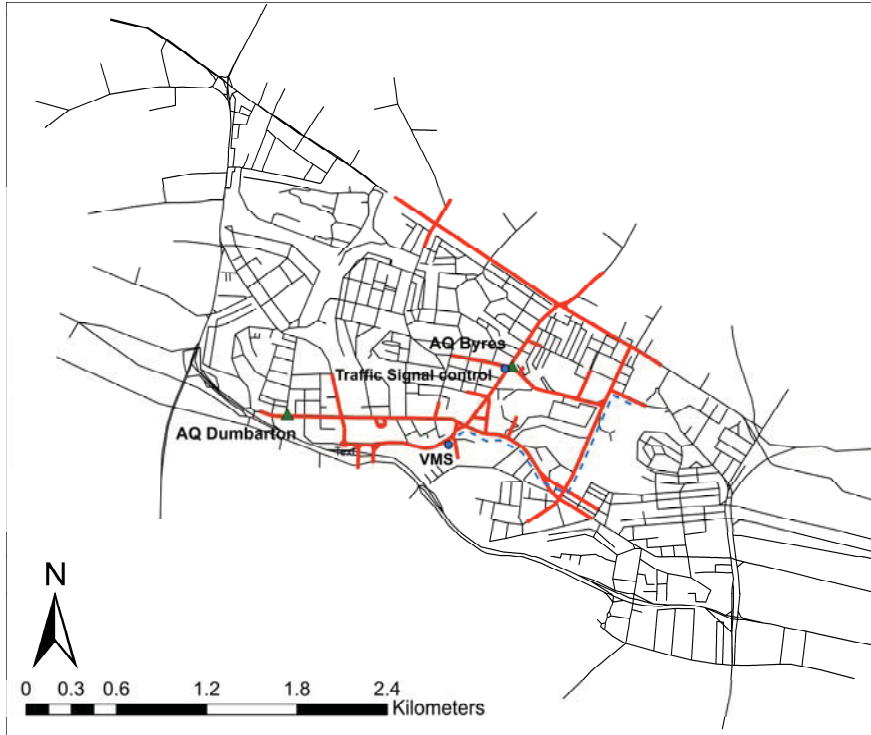 AQ Byres
Traffic Signal control
AQ Dumbarton
Text
VMS
N
0 0.3 0.6 1.2 1.8 2.4
Kilometers